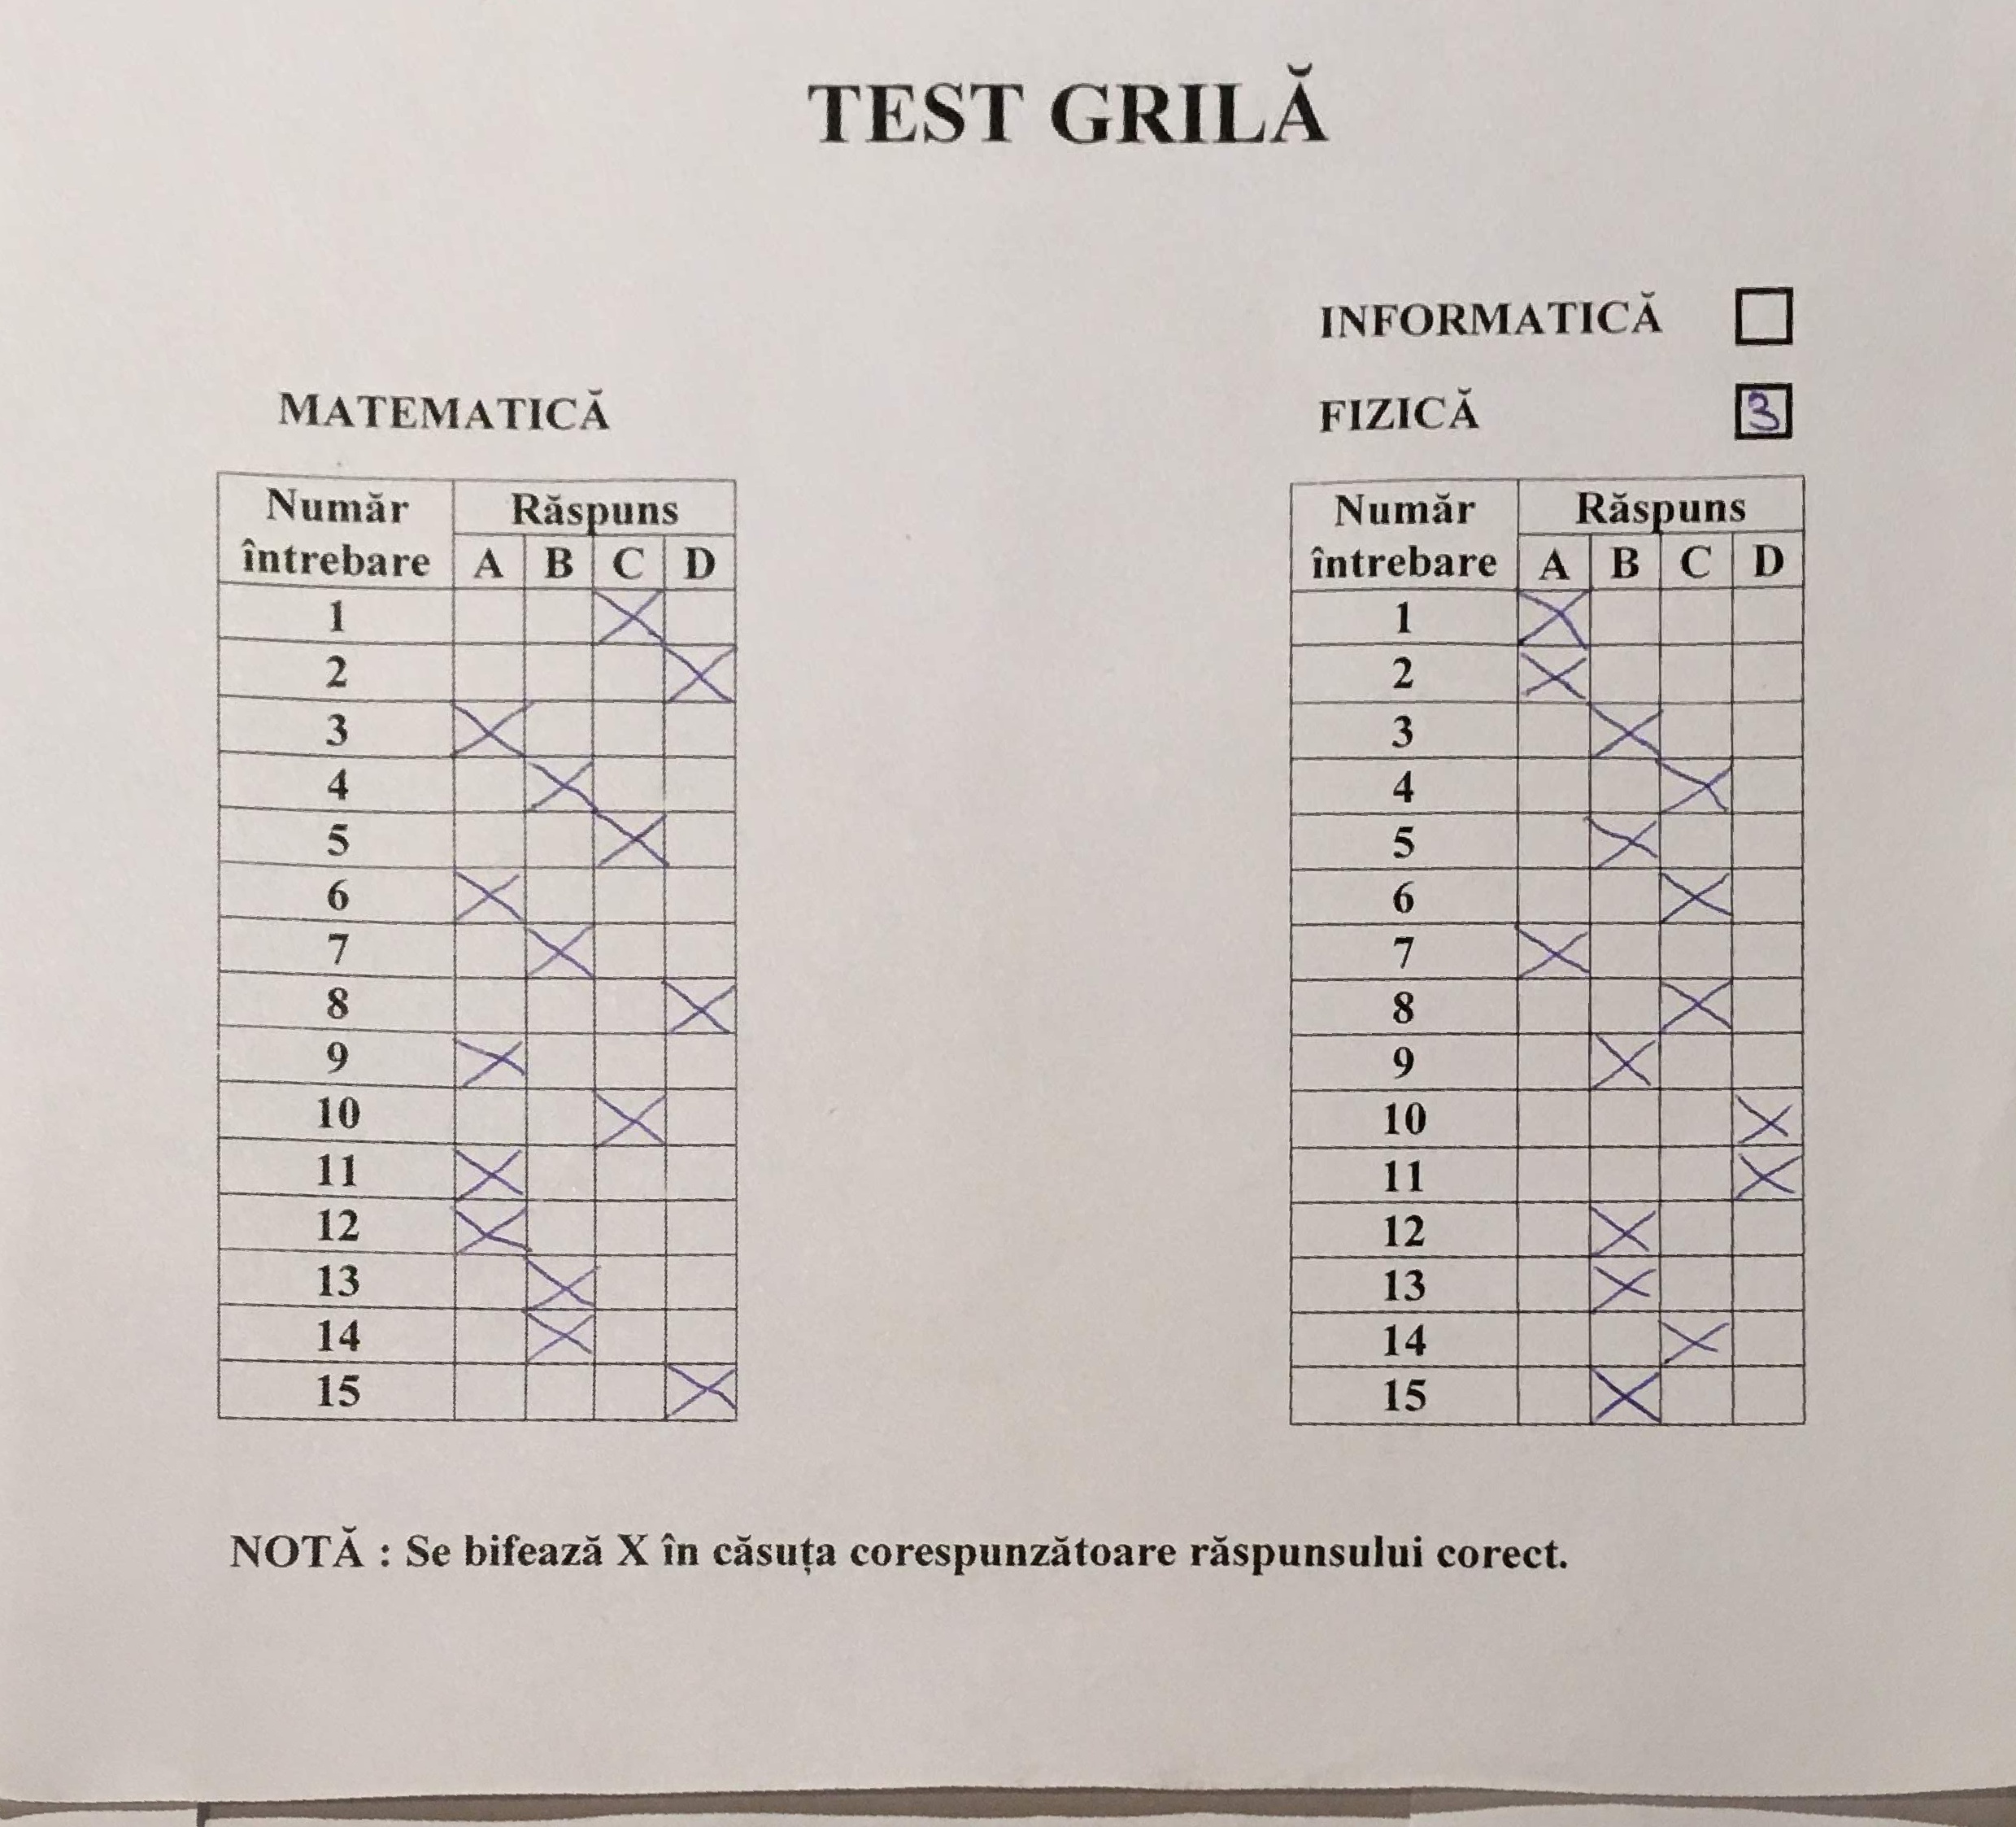 TEST GRILĂ
INFORMATICĂ
MATEMATICĂ
FIZICĂ 3
Număr întrebare Răspuns
A B C D
1 X
2 X
3 X
4 X
5 X
6 X
7 X
8 X
9 X
10 X
11 X
12 X
13 X
14 X
15 X
Număr întrebare Răspuns
A B C D
1 X
2 X
3 X
4 X
5 X
6 X
7 X
8 X
9 X
10 X
11 X
12 X
13 X
14 X
15 X
NOTĂ : Se bifează X în căsuța corespunzătoare răspunsului corect.